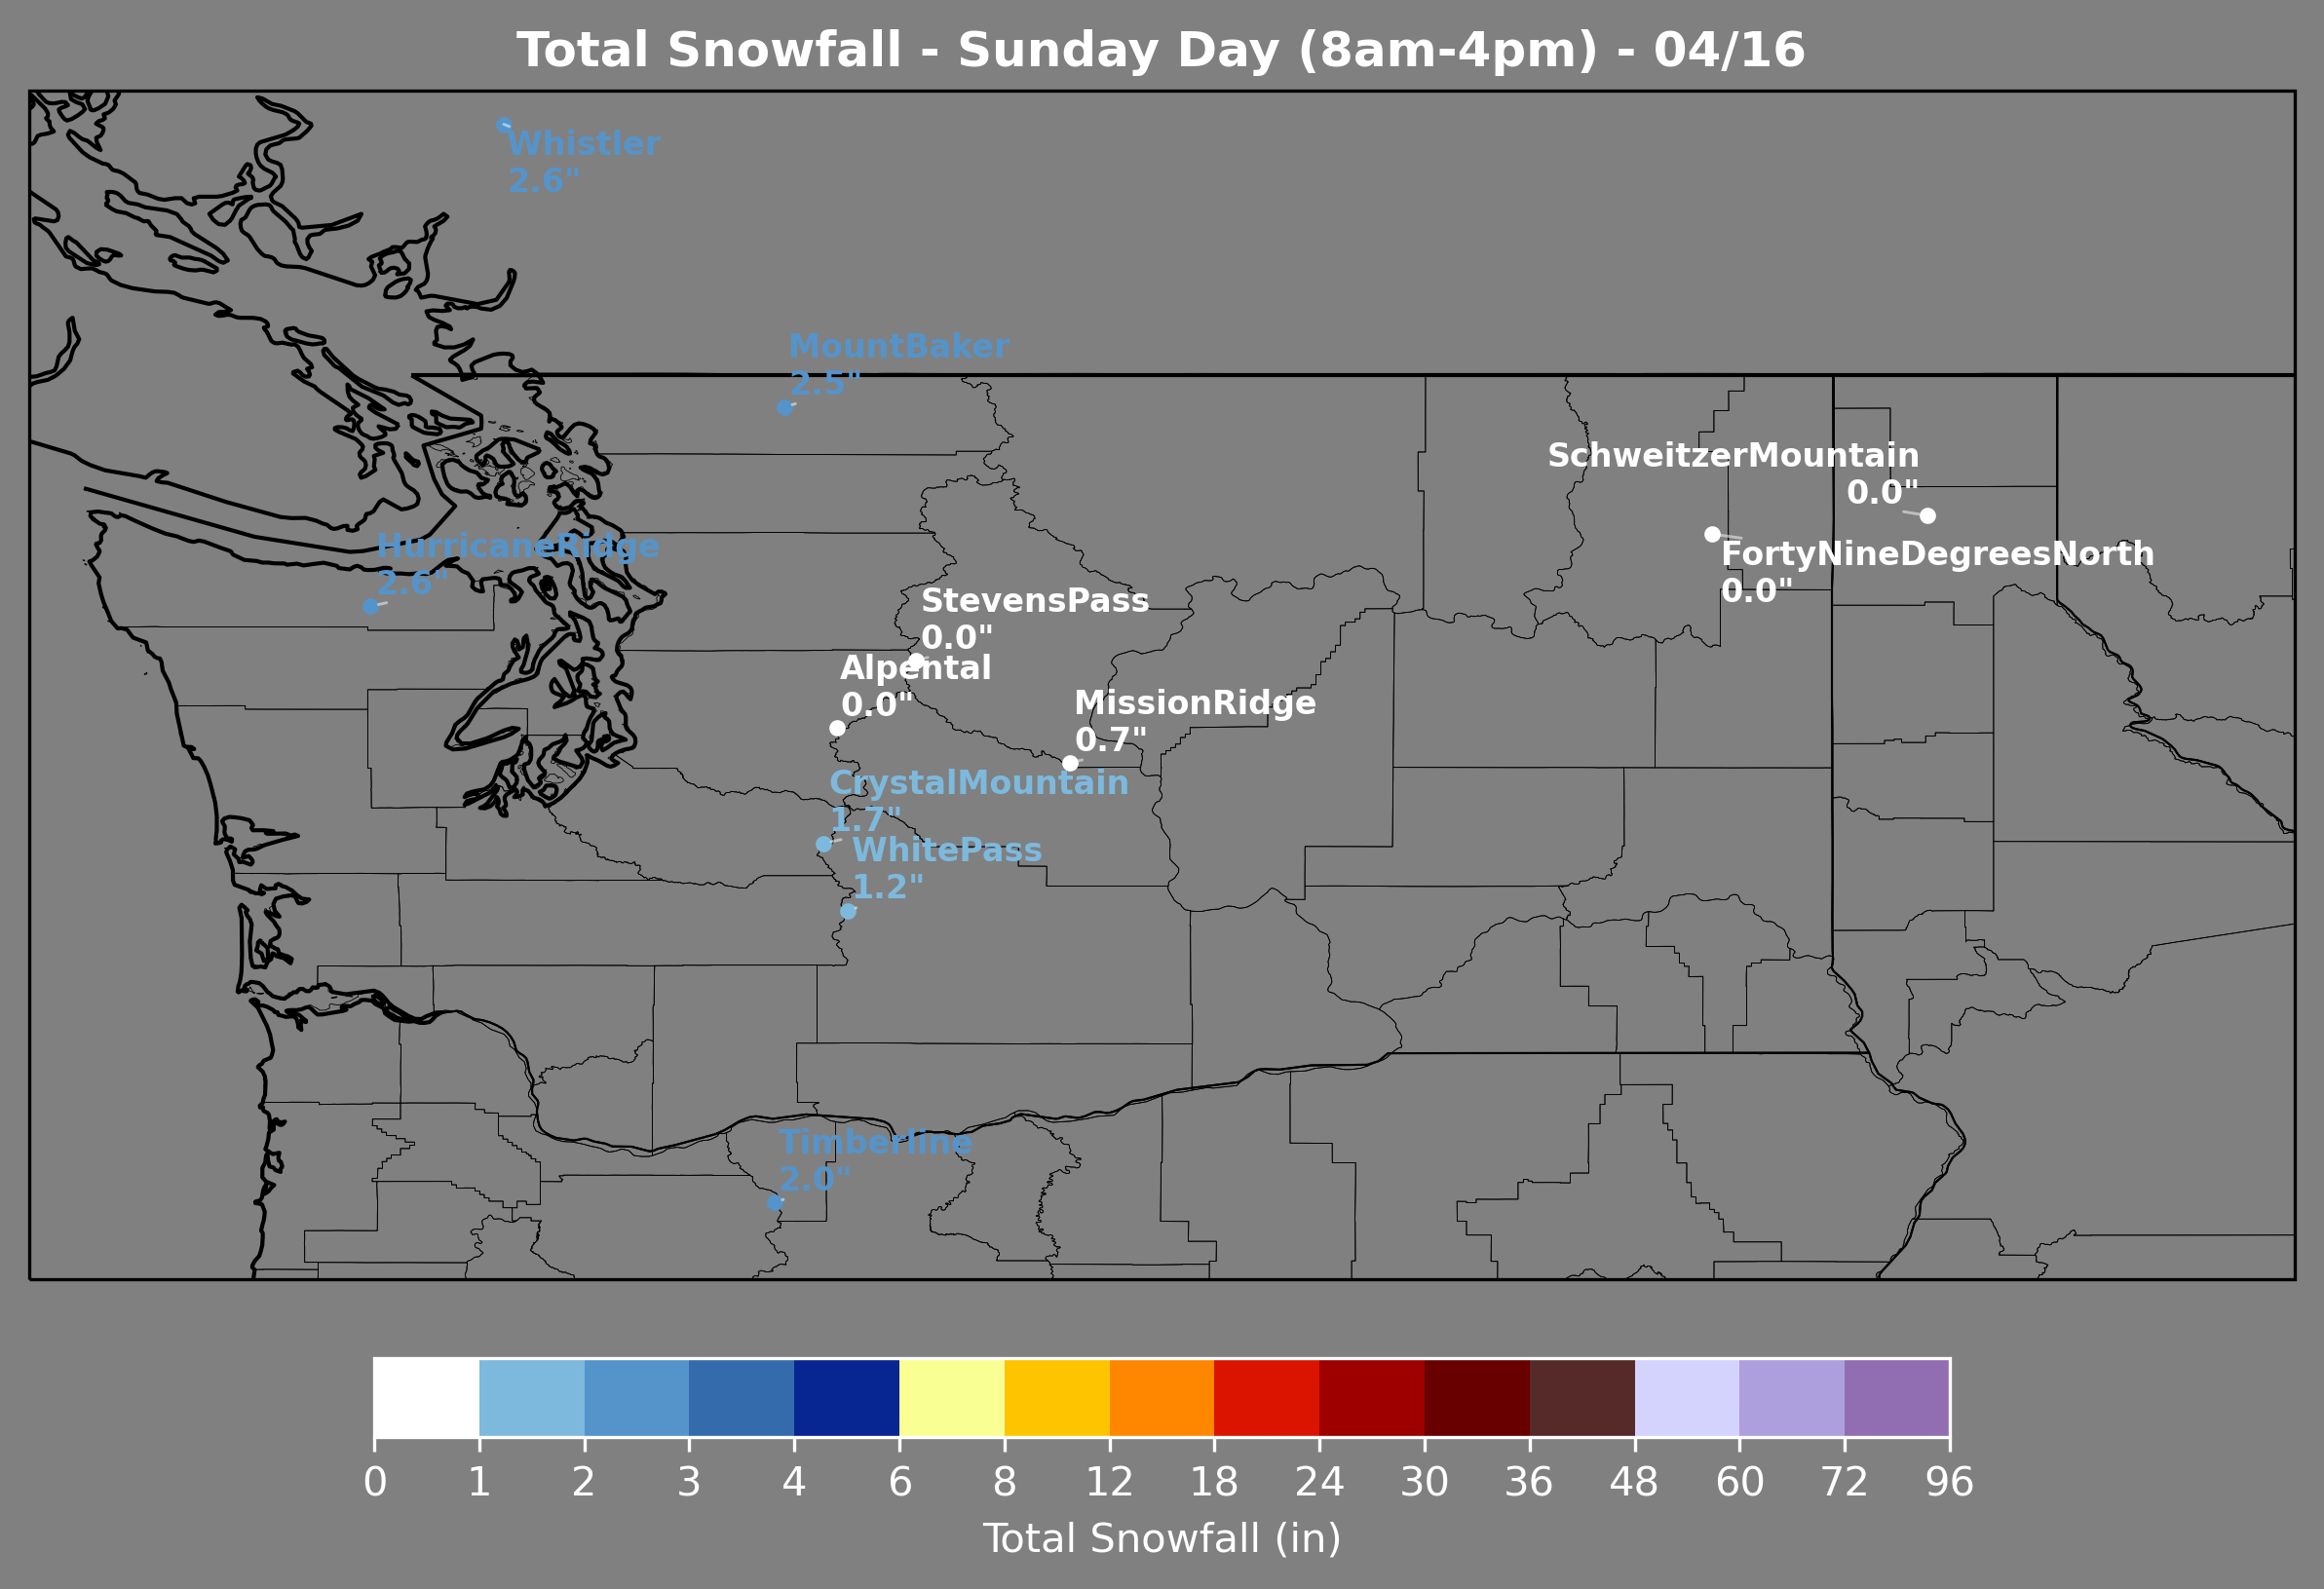 Total Snowfall - Sunday Day (8am-4pm) - 04/16
Whistler
2.6"
MountBaker
2.5"
SchweitzerMountain
0.0"
HurricaneRidge
2.6"
FortyNineDegreesNorth
0.0"
StevensPass
0.0"
Alpental
0.0"
MissionRidge
0.7"
CrystalMountain
1.7"
WhitePass
1.2"
Timberline
2.0"
0 1 2 3 4 6 8 12 18 24 30 36 48 60 72 96
Total Snowfall (in)